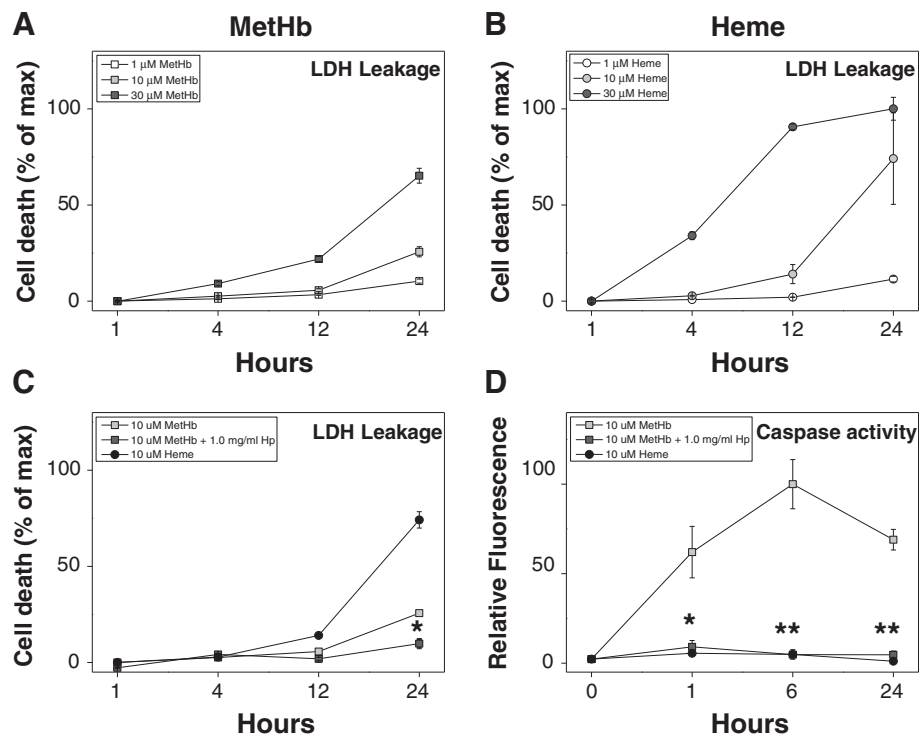 A
MetHb
1 µM MetHb
10 µM MetHb
30 µM MetHb
LDH Leakage
Cell death (% of max)
100
50
0
1 4 12 24
Hours
B
Heme
1 µM Heme
10 µM Heme
30 µM Heme
LDH Leakage
Cell death (% of max)
100
50
0
1 4 12 24
Hours
C
10 uM MetHb
10 uM MetHb + 1.0 mg/ml Hp
10 uM Heme
LDH Leakage
Cell death (% of max)
100
50
0
*
1 4 12 24
Hours
D
10 uM MetHb
10 uM MetHb + 1.0mg/ml Hp
10 uM Heme
Caspase activity
Relative Fluorescence
100
50
0
* ** **
0 1 6 24
Hours